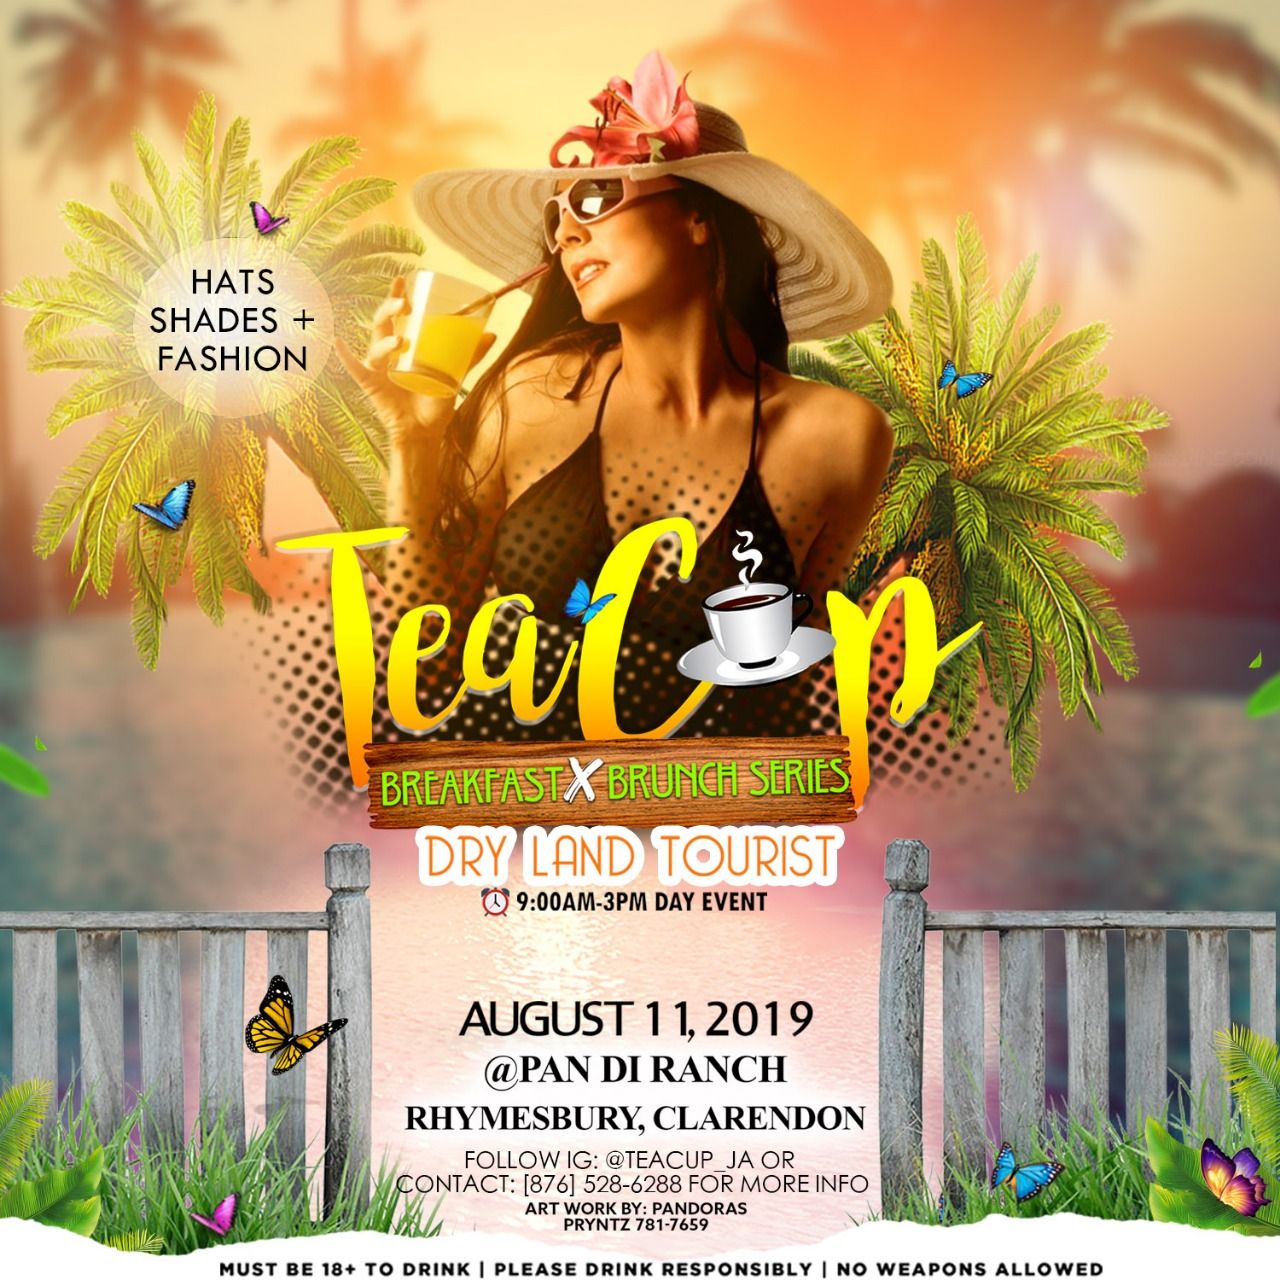 HATS
SHADES +
FASHION
TeaCup
BREAKFAST X BRUNCH SERIES
DRY LAND TOURIST
9:00AM-3PM DAY EVENT
AUGUST 11, 2019
@PAN DI RANCH
RHYMESBURY, CLARENDON
FOLLOW IG: @TEACUP_JA OR
CONTACT: [876] 528-6288 FOR MORE INFO
ART WORK BY: PANDORAS
PRYNTZ 781-7659
MUST BE 18+ TO DRINK | PLEASE DRINK RESPONSIBLY | NO WEAPONS ALLOWED